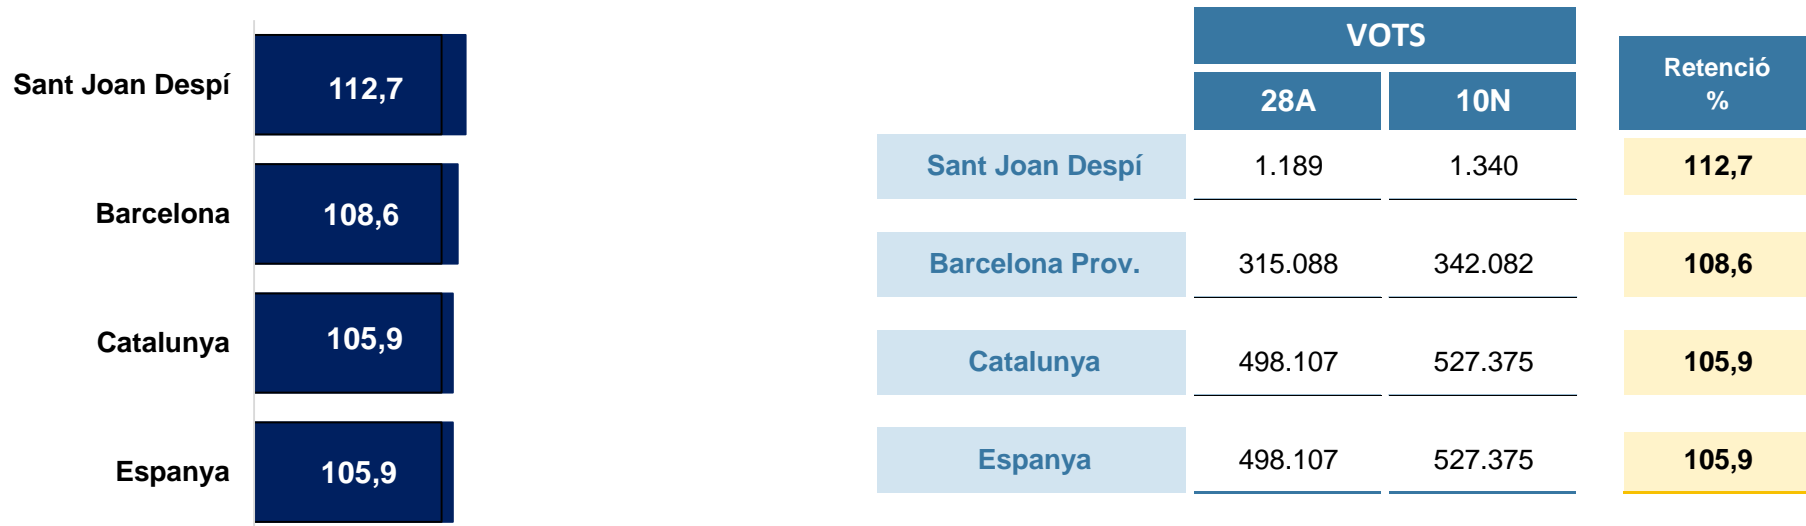 Sant Joan Despí 112,7
Barcelona 108,6
Catalunya 105,9
Espanya 105,9
VOTS
28A 10N
Retenció
%
Sant Joan Despí 1.189 1.340 112,7
Barcelona Prov. 315.088 342.082 108,6
Catalunya 498.107 527.375 105,9
Espanya 498.107 527.375 105,9